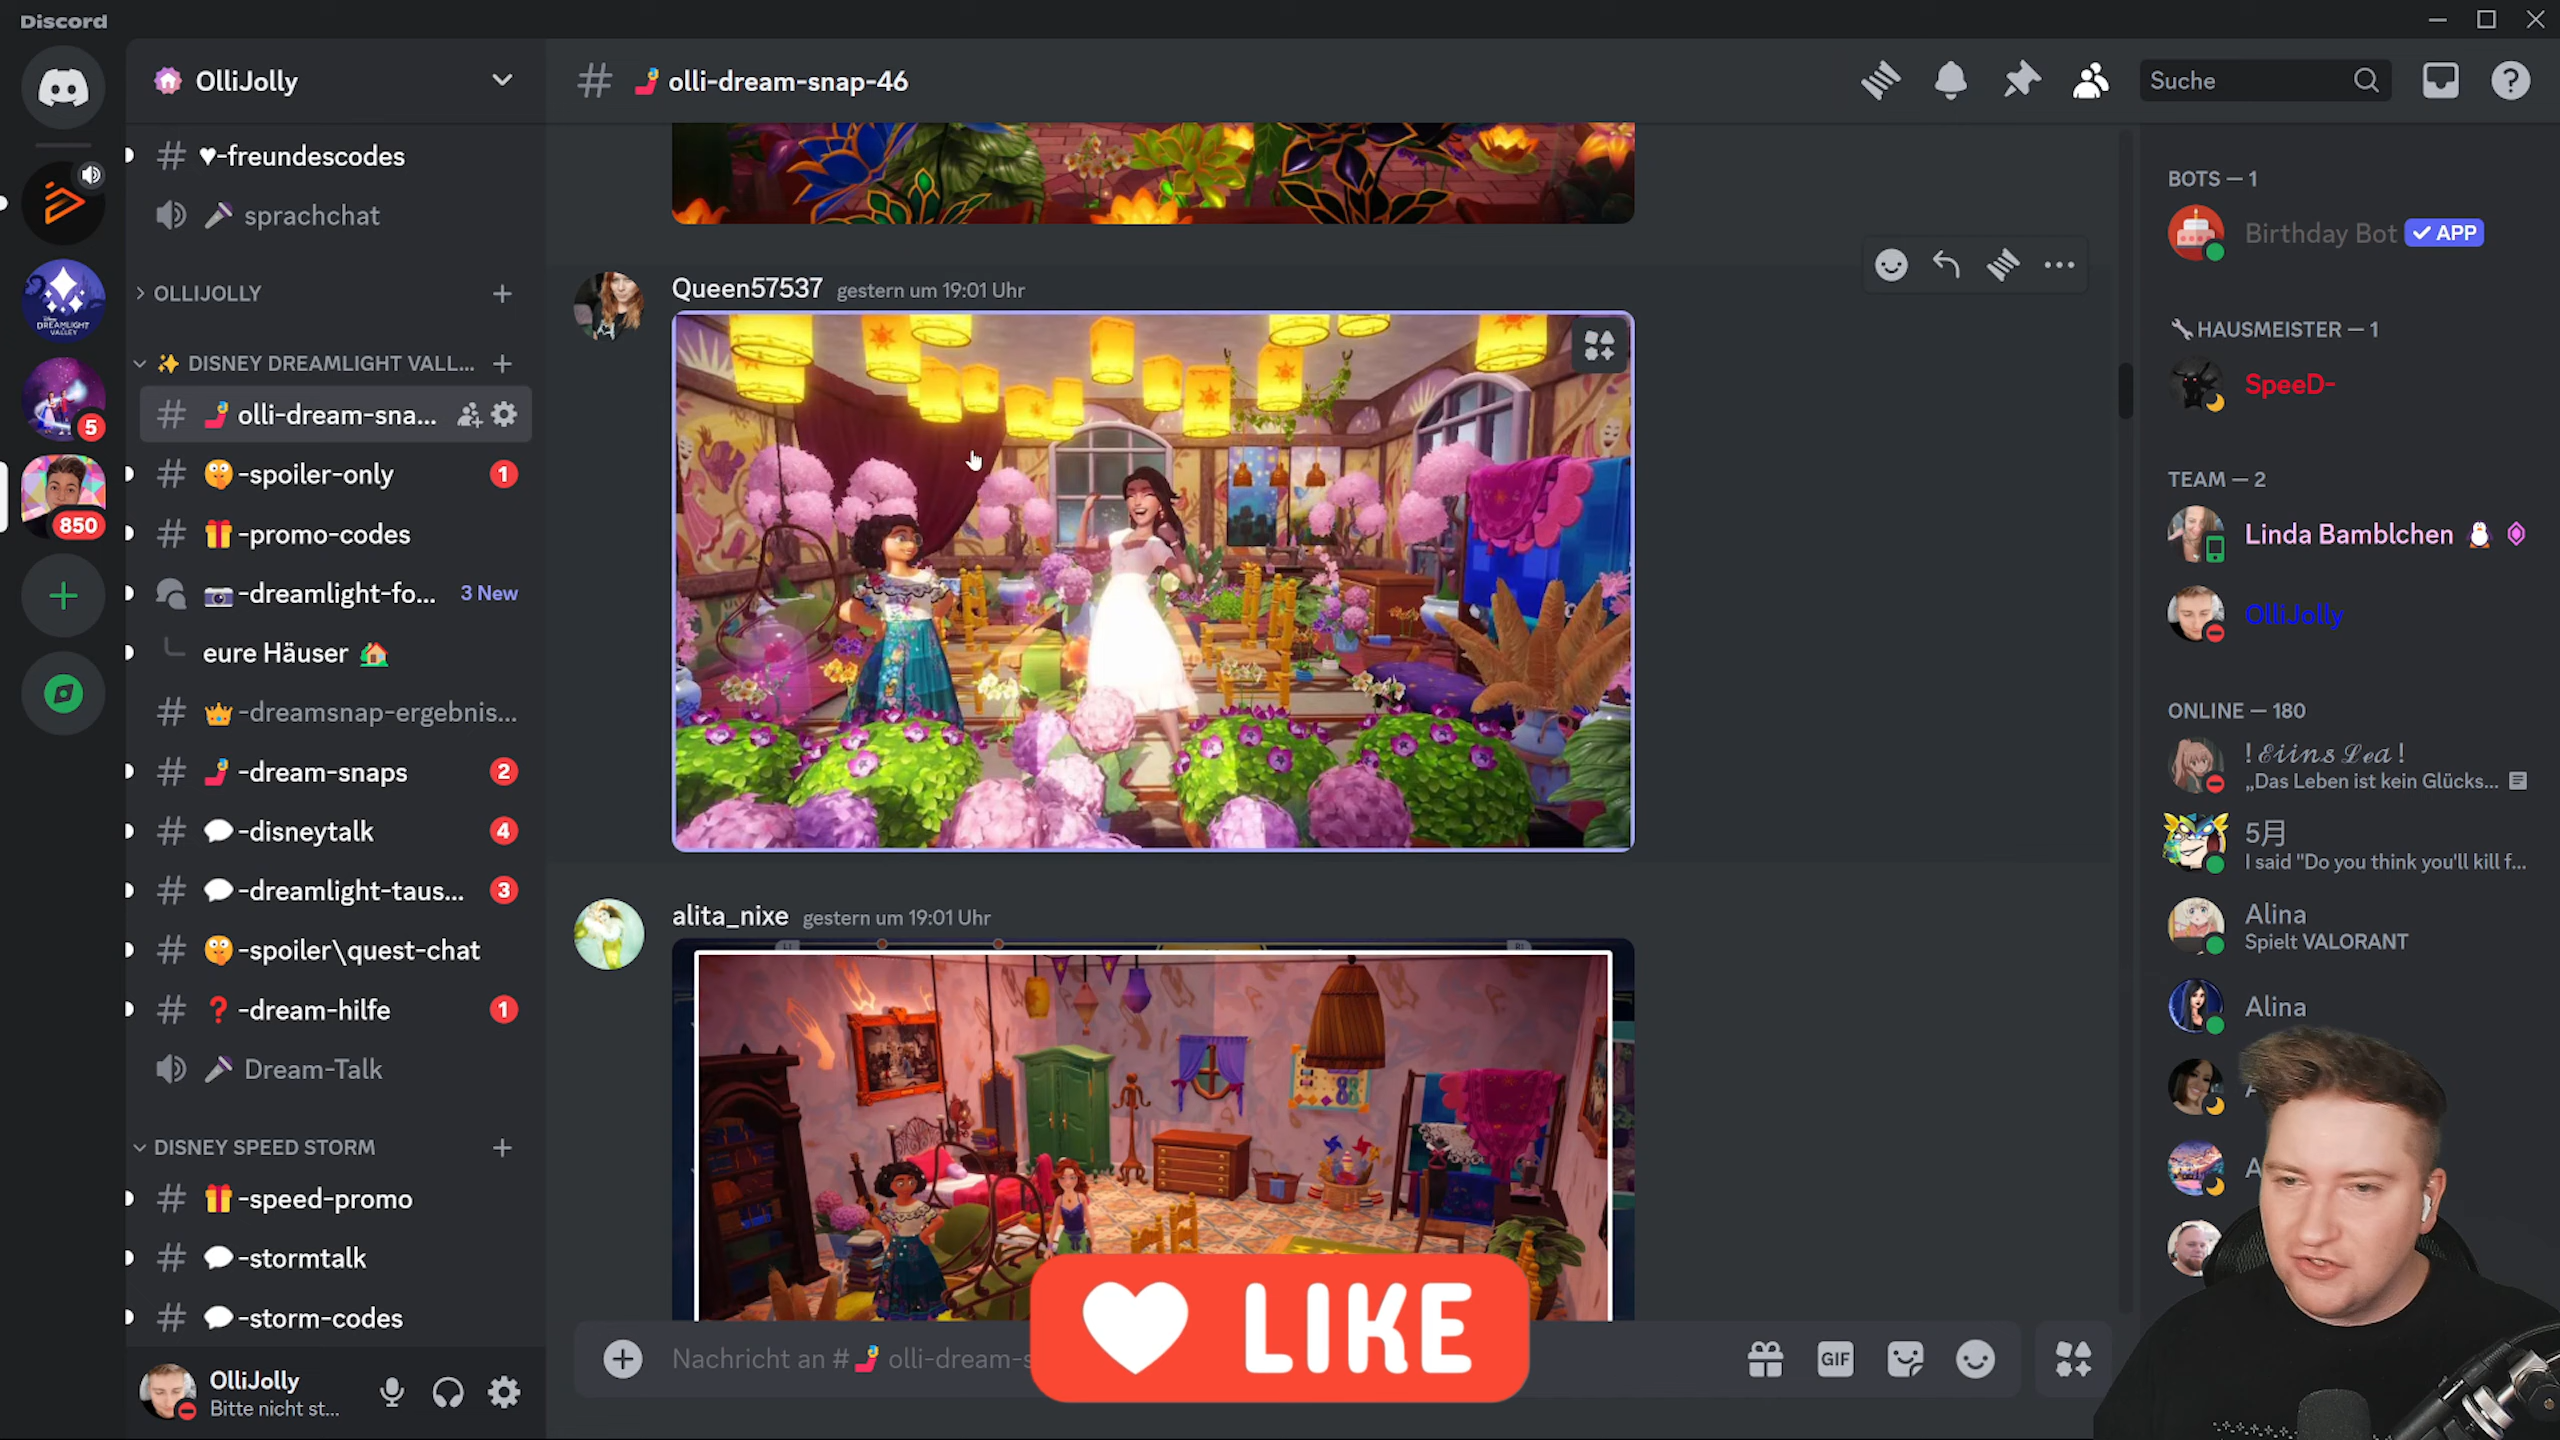 Discord
OlliJolly
olli-dream-snap-46
Suche
♥-freundescodes
sprachchat
OLLIJOLLY
DREAMLIGHT VALLEY
✨ DISNEY DREAMLIGHT VALL...
olli-dream-sna...
5
-spoiler-only
1
850
-promo-codes
-dreamlight-fo...
3 New
eure Häuser
-dreamsnap-ergebnis...
-dream-snaps
2
-disneytalk
4
-dreamlight-taus...
3
-spoiler\quest-chat
-dream-hilfe
1
Dream-Talk
DISNEY SPEED STORM
-speed-promo
-stormtalk
-storm-codes
OlliJolly
Bitte nicht st...
Queen57537 gestern um 19:01 Uhr
alita_nixe gestern um 19:01 Uhr
LIKE
Nachricht an # olli-dream-s
GIF
BOTS — 1
Birthday Bot ✓ APP
HAUSMEISTER — 1
SpeeD-
TEAM — 2
Linda Bamblchen
OlliJolly
ONLINE — 180
! 𝓔𝓲𝓲𝓷𝓼 𝓛𝓮𝓪 !
„Das Leben ist kein Glücks...
5月
I said "Do you think you'll kill f...
Alina
Spielt VALORANT
Alina
A